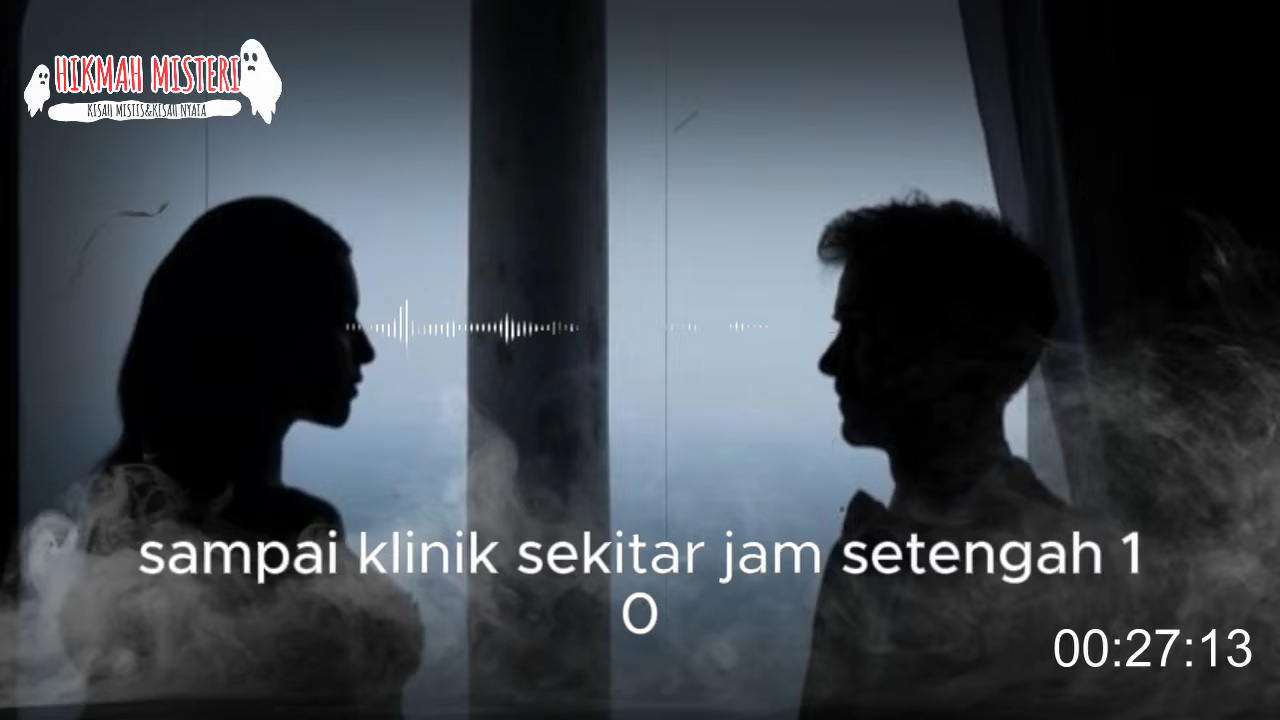 HIKMAH MISTERI
KISAH MISTIS&KISAH NYATA
sampai klinik sekitar jam setengah 1
0
00:27:13